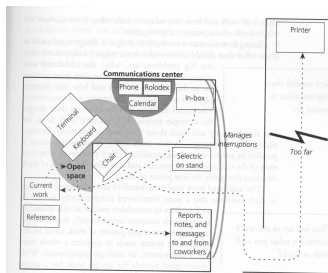 Printer
Communications center
Phone
Rolodex
Calendar
In-box
Terminal
Keyboard
Manages
interruptions
Too far
Chair
Selectric
on stand
Open
space
Current
work
Reference
Reports,
notes, and
messages
to and from
coworkers